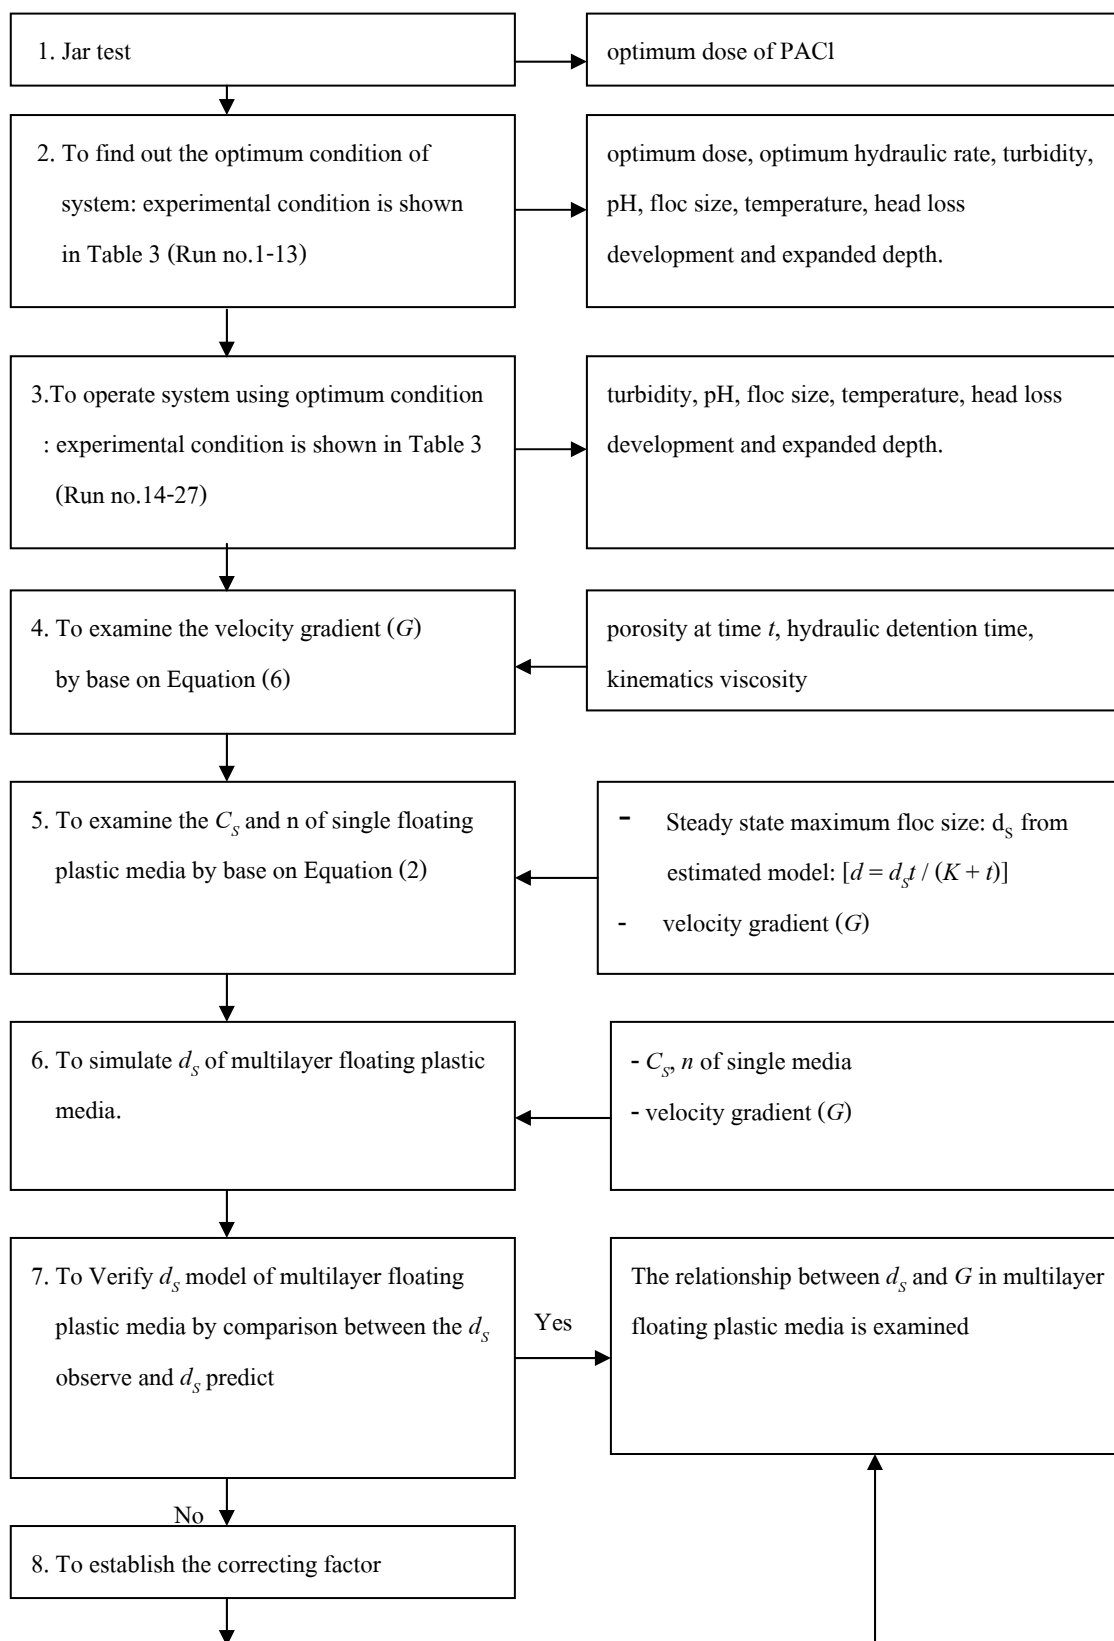 1. Jar test
optimum dose of PACl
2. To find out the optimum condition of
system: experimental condition is shown
in Table 3 (Run no.1-13)
optimum dose, optimum hydraulic rate, turbidity,
pH, floc size, temperature, head loss
development and expanded depth.
3.To operate system using optimum condition
: experimental condition is shown in Table 3
(Run no.14-27)
turbidity, pH, floc size, temperature, head loss
development and expanded depth.
4. To examine the velocity gradient (G)
by base on Equation (6)
porosity at time t, hydraulic detention time,
kinematics viscosity
5. To examine the C_S and n of single floating
plastic media by base on Equation (2)
- Steady state maximum floc size: d_S from
estimated model: [d = d_S t / (K + t)]
- velocity gradient (G)
6. To simulate d_S of multilayer floating plastic
media.
- C_S, n of single media
- velocity gradient (G)
7. To Verify d_S model of multilayer floating
plastic media by comparison between the d_S
observe and d_S predict
Yes
The relationship between d_S and G in multilayer
floating plastic media is examined
No
8. To establish the correcting factor